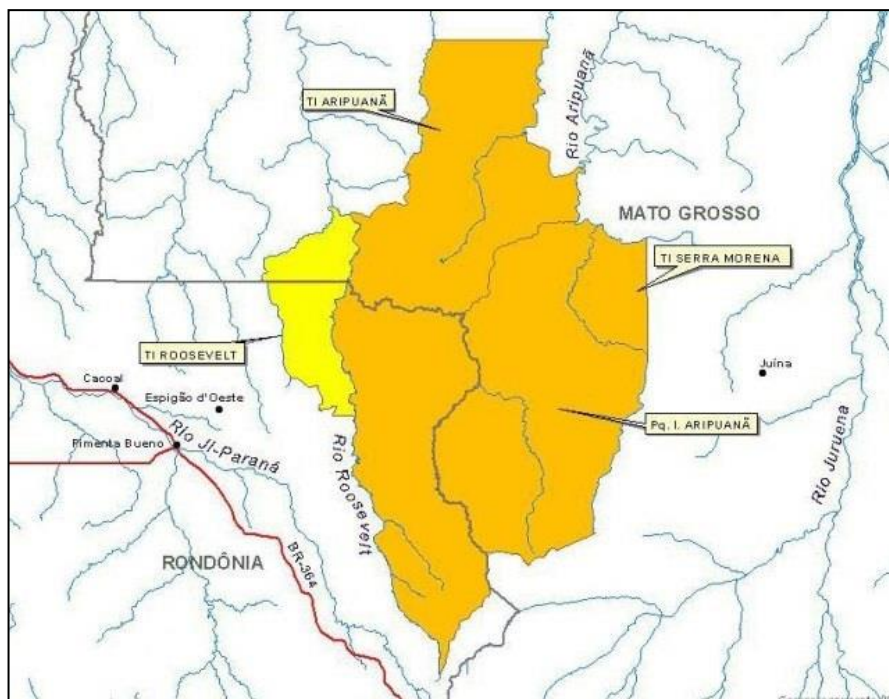 TI ARIPUANÃ
Rio Aripuanã
MATO GROSSO
TI SERRA MORENA
TI ROOSEVELT
Juína
Cacoal
Espigão d'Oeste
Pq. I. ARIPUANÃ
Pimenta Bueno
Rio Ji-Paraná
Rio Roosevelt
Rio Juruena
RONDÔNIA
BR-364